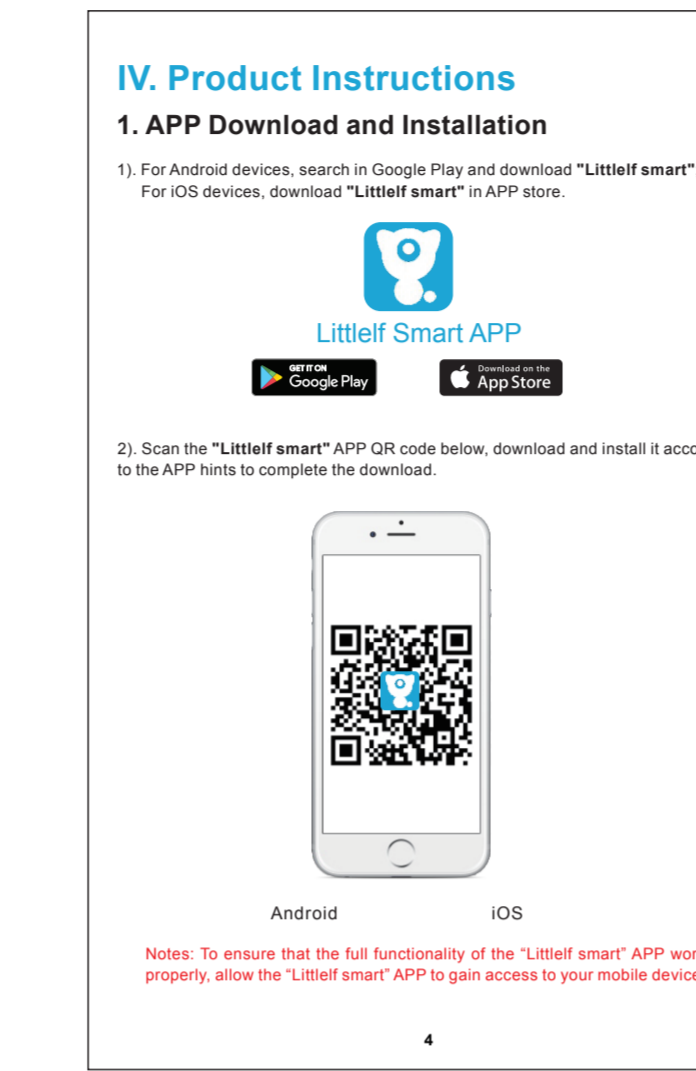 IV. Product Instructions
1. APP Download and Installation
1). For Android devices, search in Google Play and download "Littlelf smart"
For iOS devices, download "Littlelf smart" in APP store.
Littlelf Smart APP
GET IT ON
Google Play
Download on the
App Store
2). Scan the "Littlelf smart" APP QR code below, download and install it
to the APP hints to complete the download.
Android iOS
Notes: To ensure that the full functionality of the “Littlelf smart” APP
properly, allow the “Littlelf smart” APP to gain access to your mobile
4